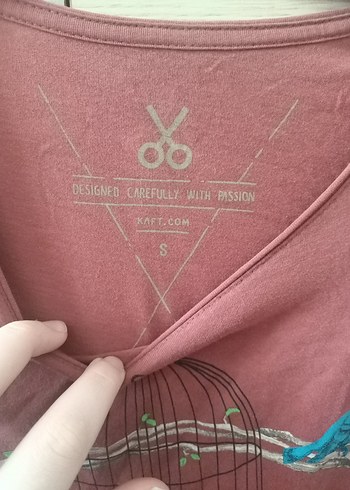 DESIGNED CAREFULLY WITH PASSION
XAFT.COM
S